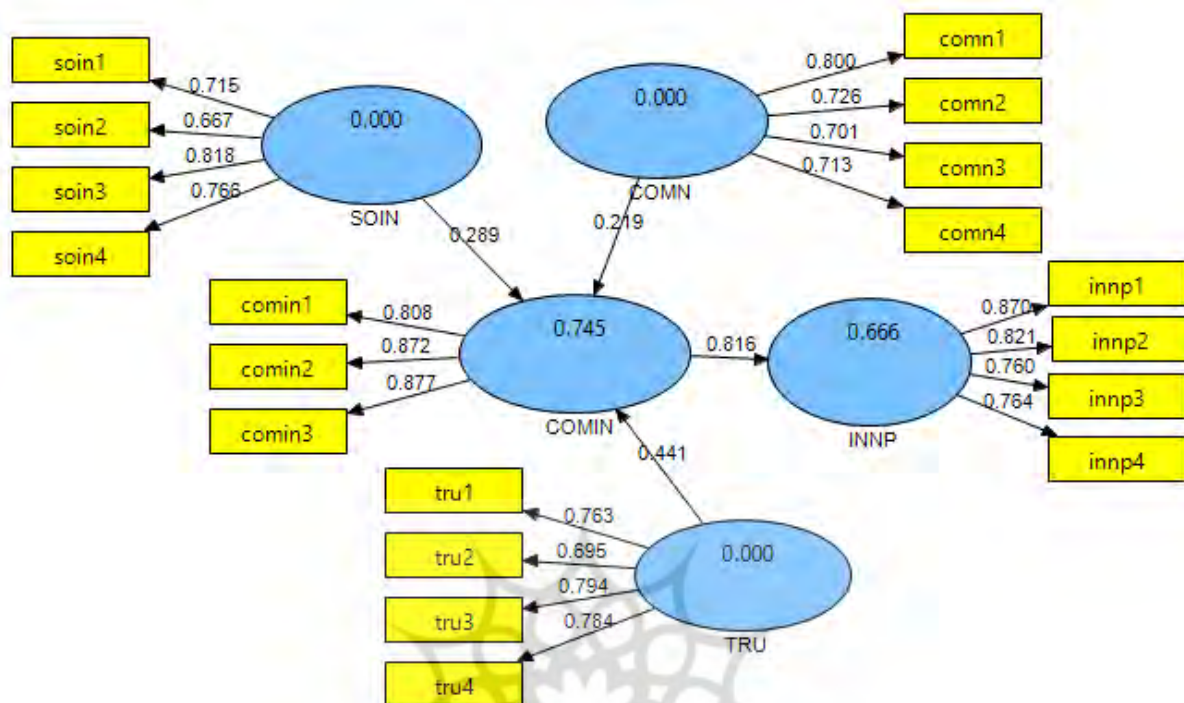 soin1
0.715
soin2
0.667
soin3
0.818
soin4
0.766
0.000
SOIN
0.289
0.000
COMN
0.219
comn1
0.800
comn2
0.726
comn3
0.701
comn4
0.713
comin1
0.808
comin2
0.872
comin3
0.877
0.745
COMIN
0.816
0.666
INNP
innp1
0.870
innp2
0.821
innp3
0.760
innp4
0.764
0.441
tru1
0.763
tru2
0.695
tru3
0.794
tru4
0.784
0.000
TRU